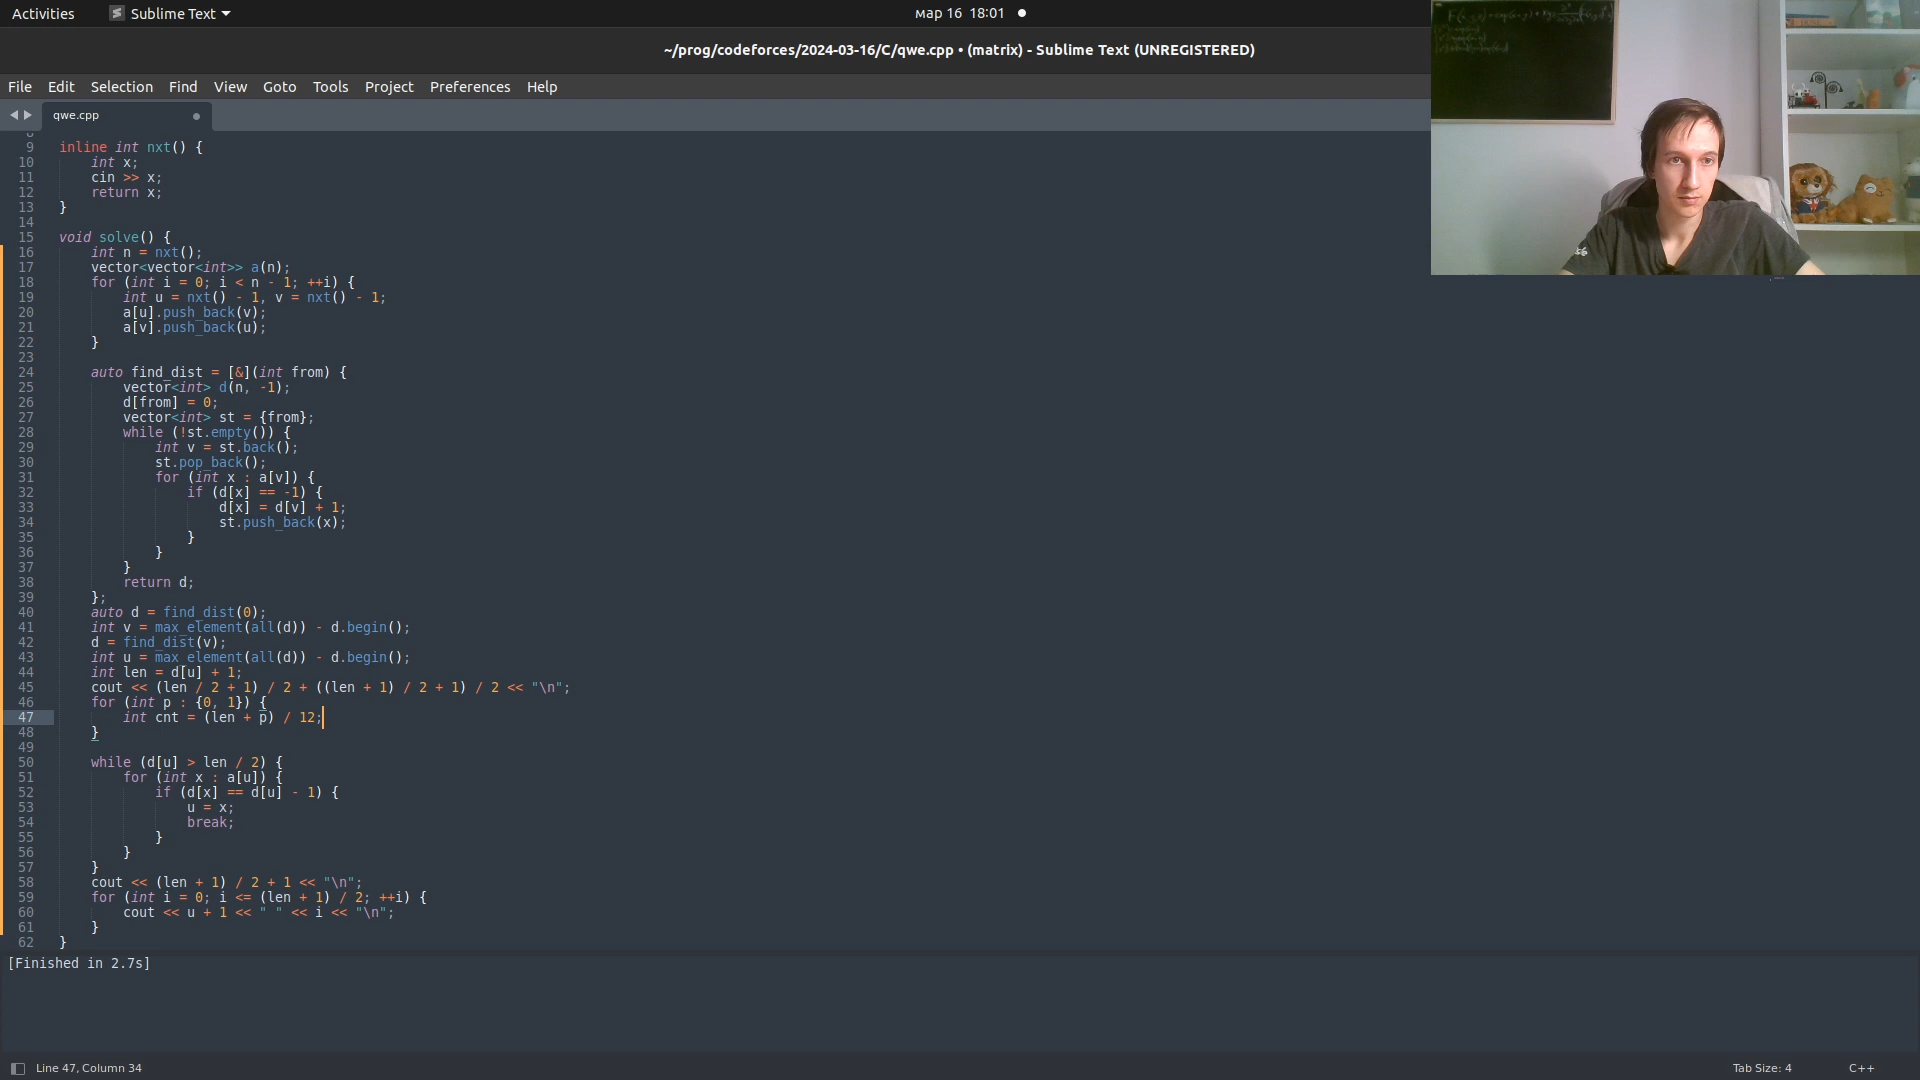 Activities Sublime Text мар 16 18:01
~/prog/codeforces/2024-03-16/C/qwe.cpp • (matrix) - Sublime Text (UNREGISTERED)
File Edit Selection Find View Goto Tools Project Preferences Help
qwe.cpp
8
9 inline int nxt() {
10 int x;
11 cin >> x;
12 return x;
13 }
14
15 void solve() {
16 int n = nxt();
17 vector<vector<int>> a(n);
18 for (int i = 0; i < n - 1; ++i) {
19 int u = nxt() - 1, v = nxt() - 1;
20 a[u].push_back(v);
21 a[v].push_back(u);
22 }
23
24 auto find_dist = [&](int from) {
25 vector<int> d(n, -1);
26 d[from] = 0;
27 vector<int> st = {from};
28 while (!st.empty()) {
29 int v = st.back();
30 st.pop_back();
31 for (int x : a[v]) {
32 if (d[x] == -1) {
33 d[x] = d[v] + 1;
34 st.push_back(x);
35 }
36 }
37 }
38 return d;
39 };
40 auto d = find_dist(0);
41 int v = max_element(all(d)) - d.begin();
42 d = find_dist(v);
43 int u = max_element(all(d)) - d.begin();
44 int len = d[u] + 1;
45 cout << (len / 2 + 1) / 2 + ((len + 1) / 2 + 1) / 2 << "\n";
46 for (int p : {0, 1}) {
47 int cnt = (len + p) / 12;
48 }
49
50 while (d[u] > len / 2) {
51 for (int x : a[u]) {
52 if (d[x] == d[u] - 1) {
53 u = x;
54 break;
55 }
56 }
57 }
58 cout << (len + 1) / 2 + 1 << "\n";
59 for (int i = 0; i <= (len + 1) / 2; ++i) {
60 cout << u + 1 << " " << i << "\n";
61 }
62 }
[Finished in 2.7s]
Line 47, Column 34 Tab Size: 4 C++